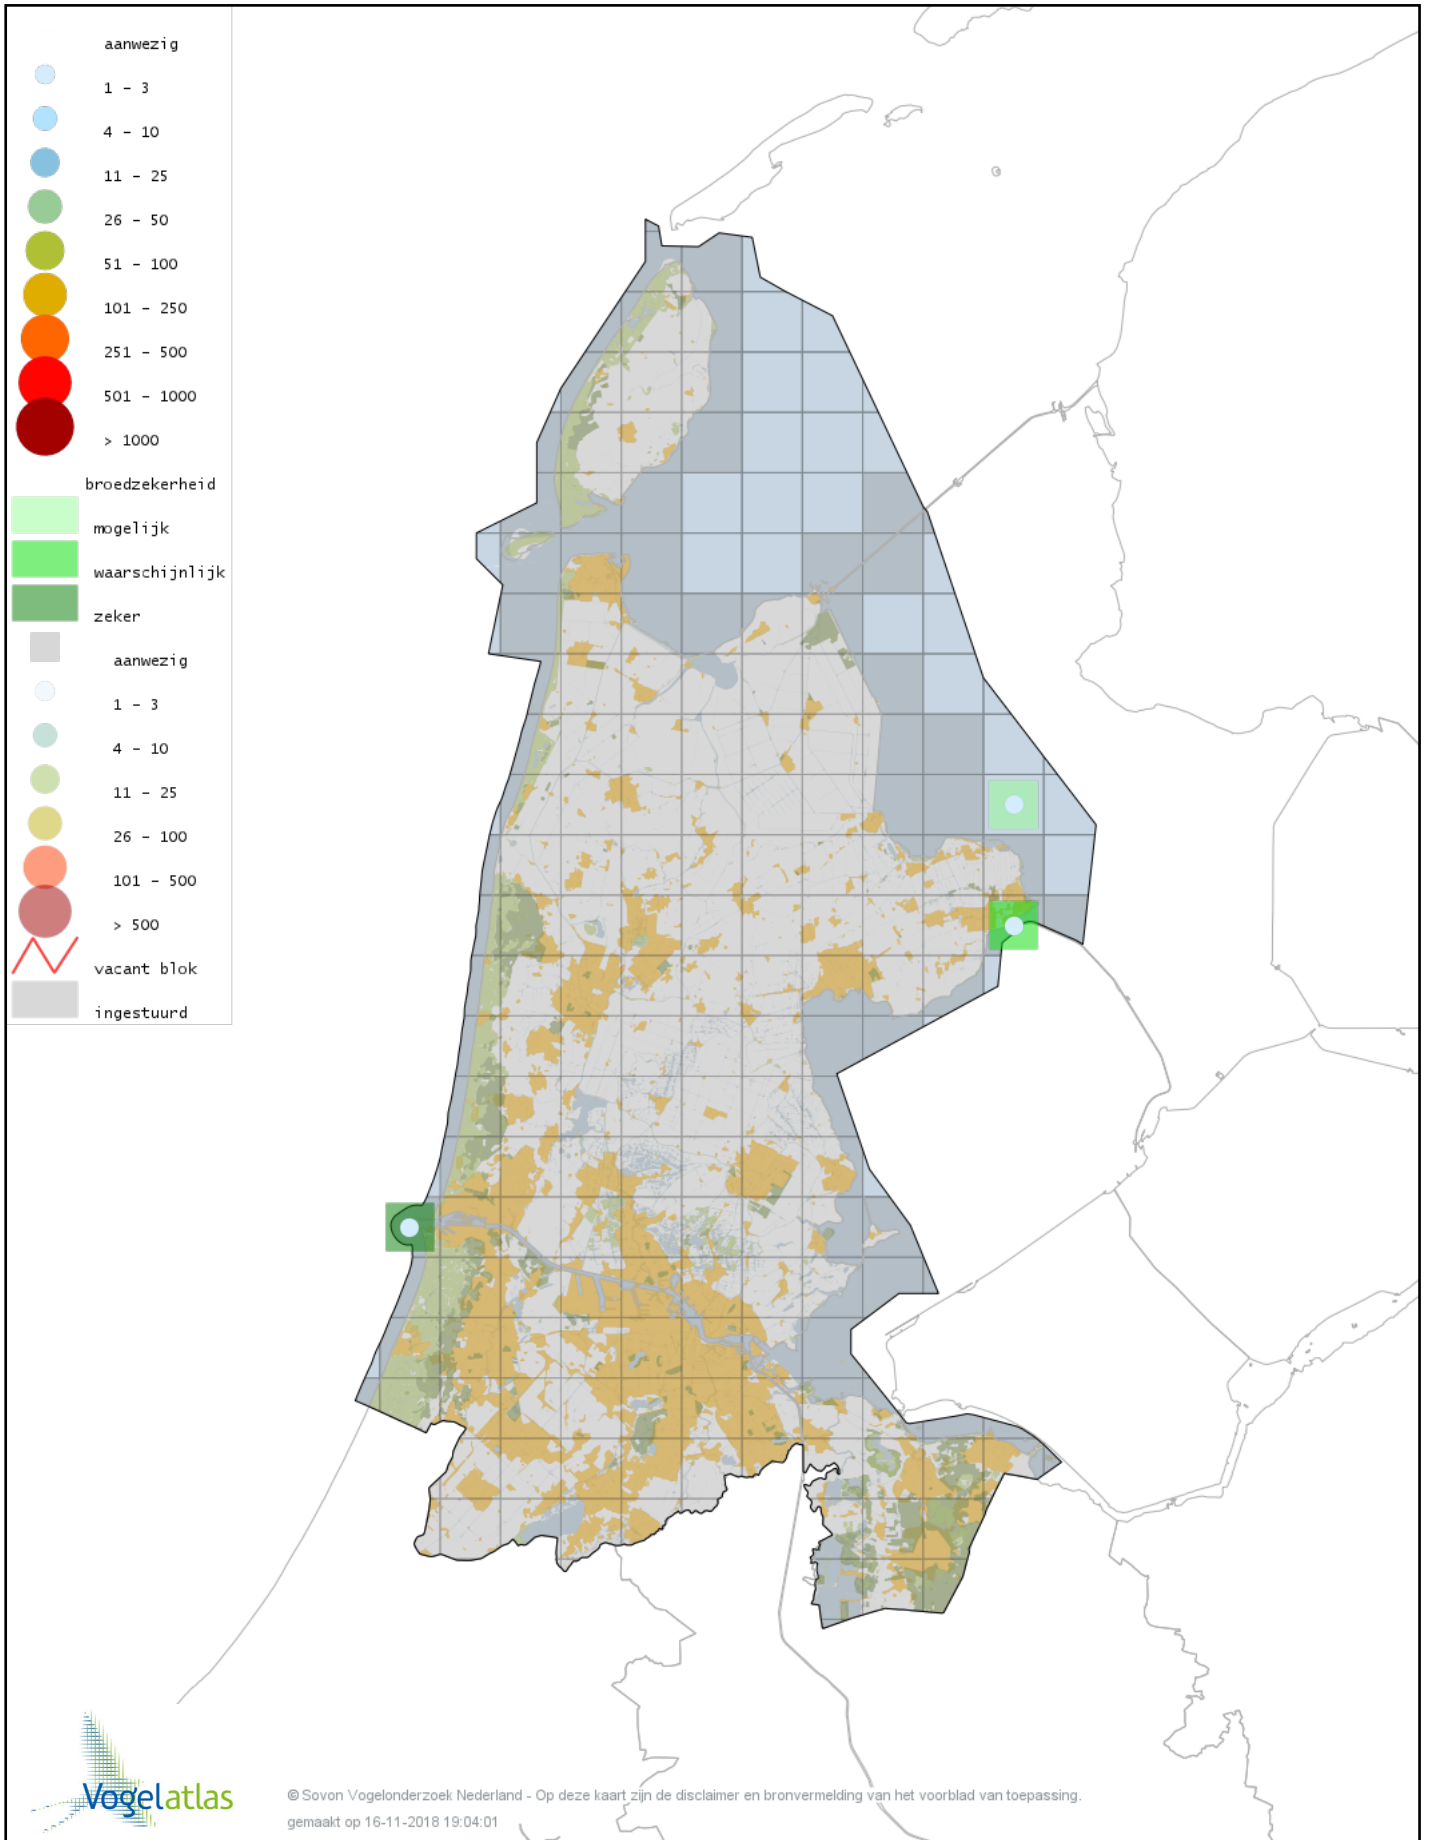 aanwezig
1 - 3
4 - 10
11 - 25
26 - 50
51 - 100
101 - 250
251 - 500
501 - 1000
> 1000
broedzekerheid
mogelijk
waarschijnlijk
zeker
aanwezig
1 - 3
4 - 10
11 - 25
26 - 100
101 - 500
> 500
vacant blok
ingestuurd
Vogelatlas
© Sovon Vogelonderzoek Nederland - Op deze kaart zijn de disclaimer en bronvermelding van het voorblad van toepassing.
gemaakt op 16-11-2018 19:04:01